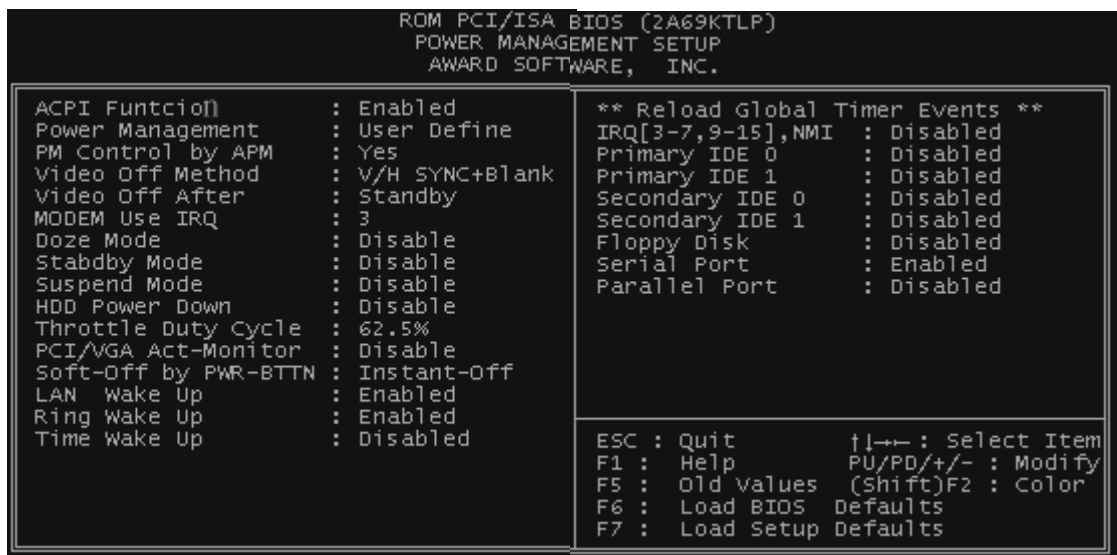 ROM PCI/ISA BIOS (2A69KTLP)
POWER MANAGEMENT SETUP
AWARD SOFTWARE, INC.
ACPI Funtcion : Enabled
Power Management : User Define
PM Control by APM : Yes
Video Off Method : V/H SYNC+Blank
Video Off After : Standby
MODEM Use IRQ : 3
Doze Mode : Disable
Stabdby Mode : Disable
Suspend Mode : Disable
HDD Power Down : Disable
Throttle Duty Cycle : 62.5%
PCI/VGA Act-Monitor : Disable
Soft-Off by PWR-BTTN : Instant-Off
LAN Wake Up : Enabled
Ring Wake Up : Enabled
Time Wake Up : Disabled
** Reload Global Timer Events **
IRQ[3-7,9-15],NMI : Disabled
Primary IDE 0 : Disabled
Primary IDE 1 : Disabled
Secondary IDE 0 : Disabled
Secondary IDE 1 : Disabled
Floppy Disk : Disabled
Serial Port : Enabled
Parallel Port : Disabled
ESC : Quit ↑↓→← : Select Item
F1 : Help PU/PD/+/- : Modify
F5 : Old Values (Shift)F2 : Color
F6 : Load BIOS Defaults
F7 : Load Setup Defaults